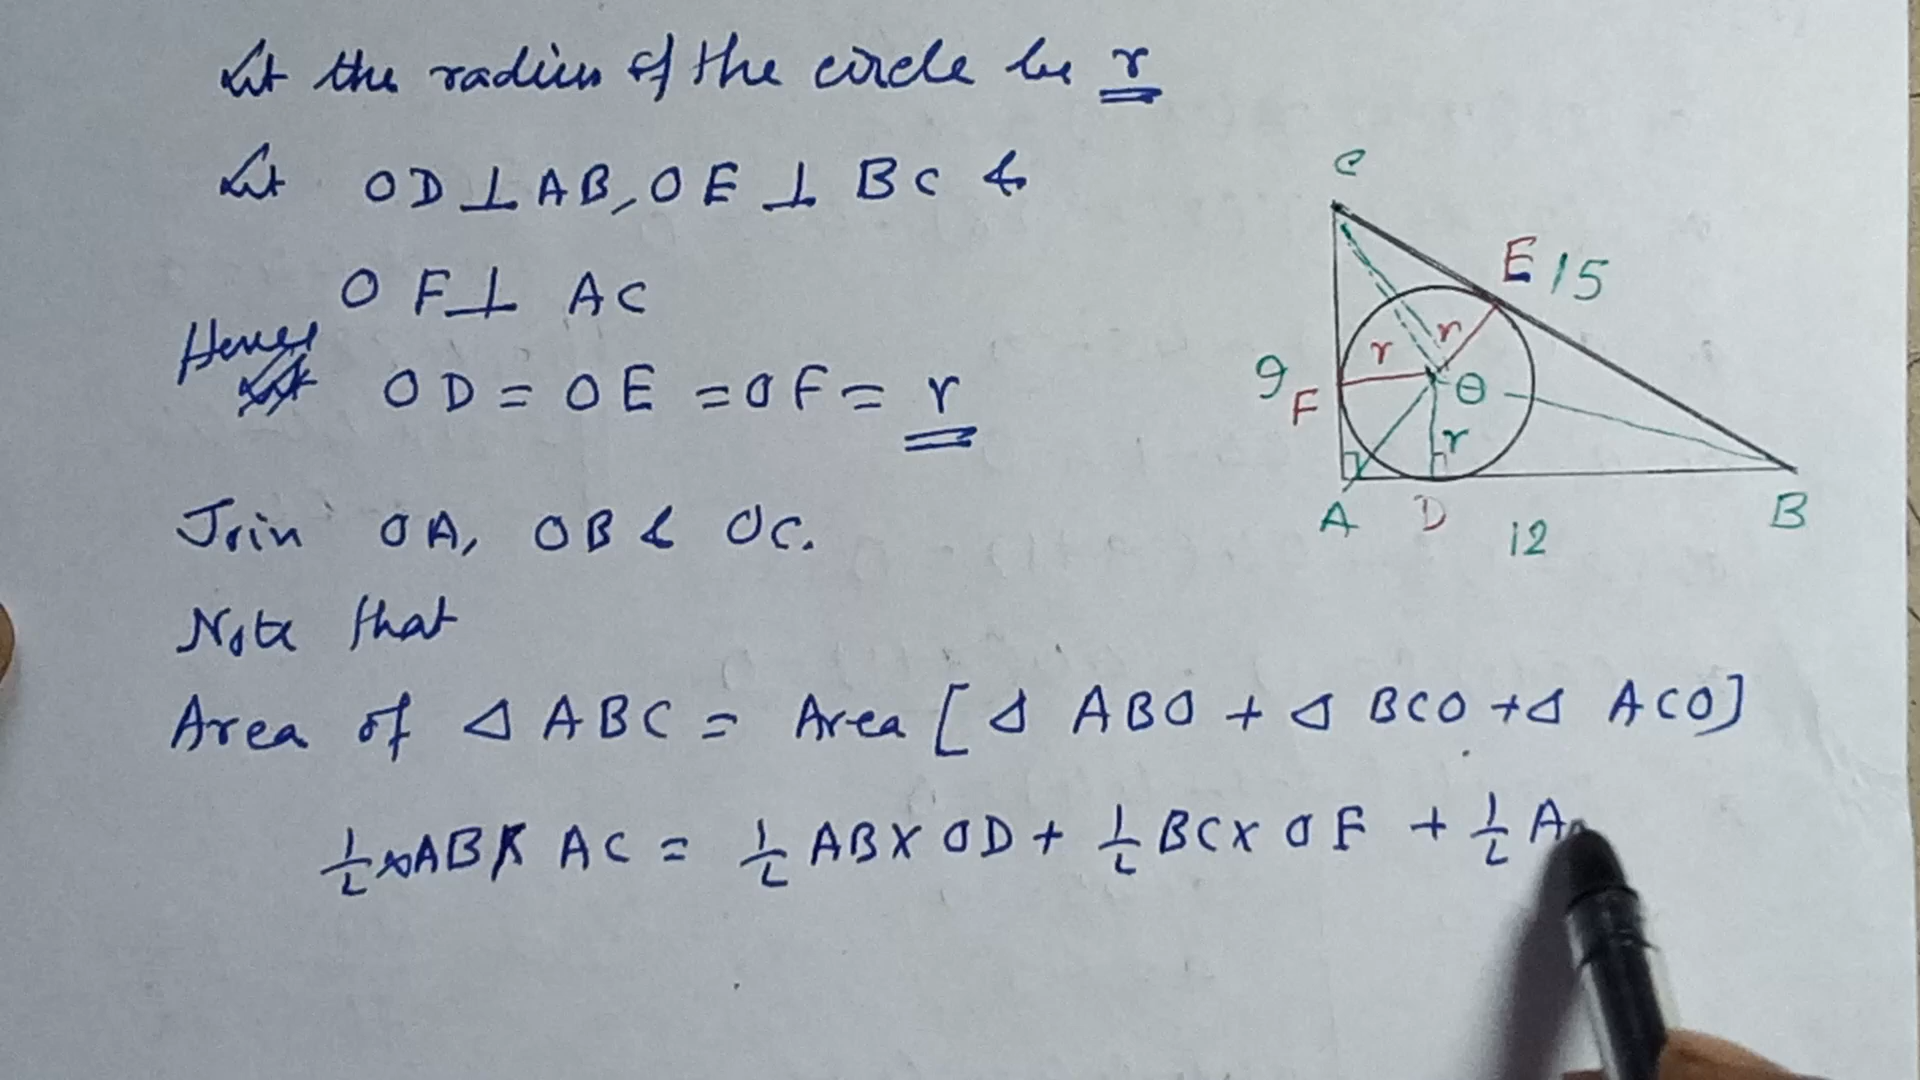 Let the radius of the circle be r
Let OD ⊥ AB, OE ⊥ BC &
OF ⊥ AC
Hence
OD = OE = OF = r
Join OA, OB & OC.
Note that
Area of Δ ABC = Area [Δ ABO + Δ BCO + Δ ACO]
1/2 × AB × AC = 1/2 AB × OD + 1/2 BC × OF + 1/2 A
C
E 15
r r
9 F O
r
A D 12 B